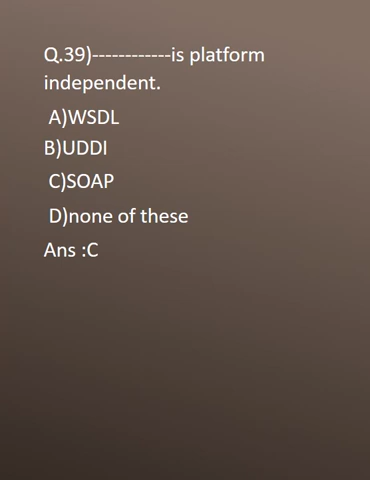 Q.39)------------is platform
independent.
A)WSDL
B)UDDI
C)SOAP
D)none of these
Ans :C